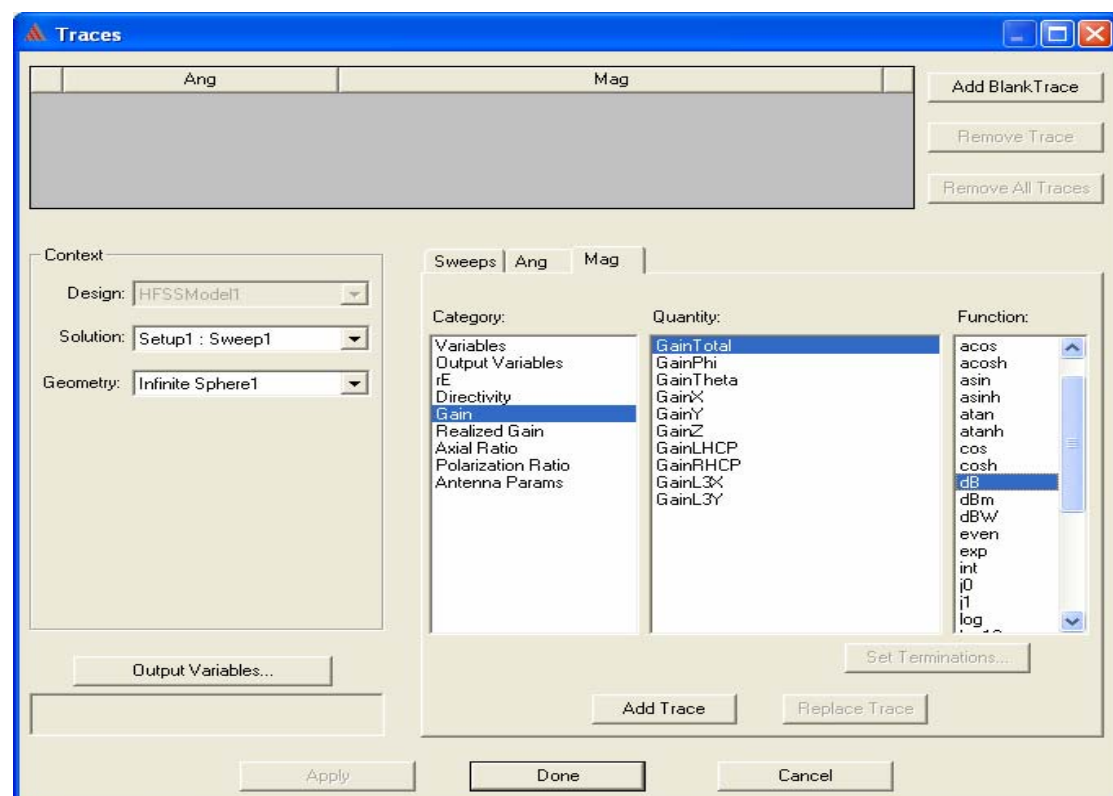 Traces
Ang
Mag
Add BlankTrace
Remove Trace
Remove All Traces
Context
Design: HFSSModel1
Solution: Setup1 : Sweep1
Geometry: Infinite Sphere1
Output Variables...
Sweeps
Ang
Mag
Category:
Variables
Output Variables
rE
Directivity
Gain
Realized Gain
Axial Ratio
Polarization Ratio
Antenna Params
Quantity:
GainTotal
GainPhi
GainTheta
GainX
GainY
GainZ
GainLHCP
GainRHCP
GainL3X
GainL3Y
Function:
acos
acosh
asin
asinh
atan
atanh
cos
cosh
dB
dBm
dBW
even
exp
int
j0
j1
log
Set Terminations...
Add Trace
Replace Trace
Apply
Done
Cancel